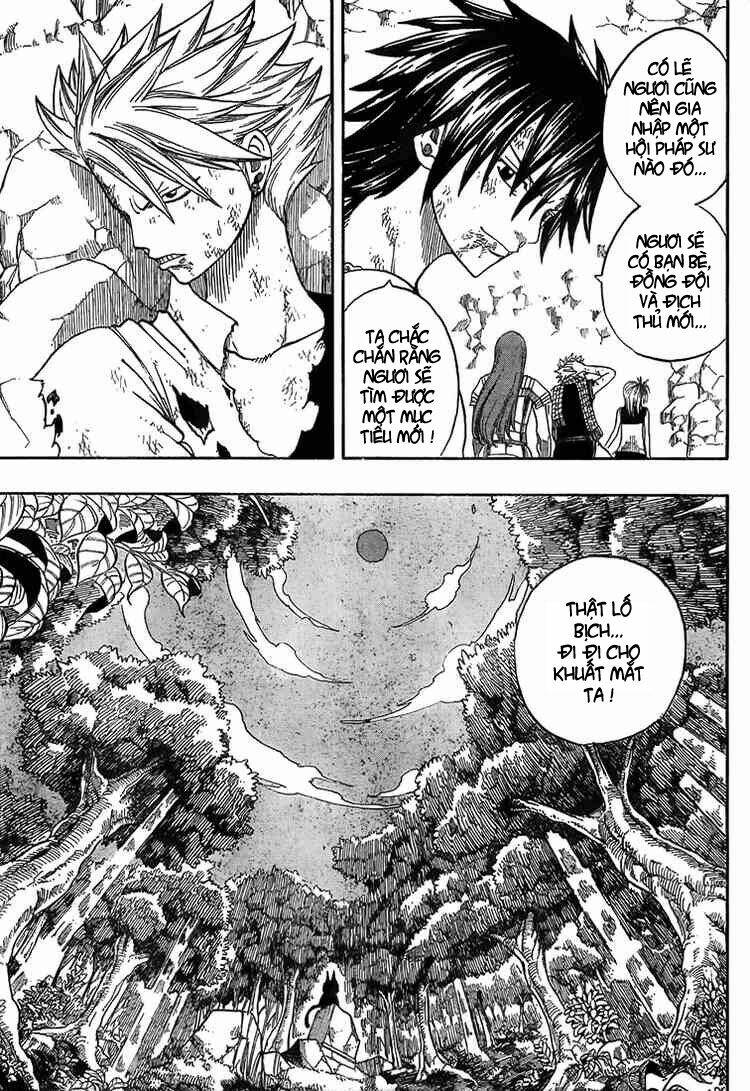 CÓ LẼ
NGƯƠI CŨNG
NÊN GIA
NHẬP MỘT
HỘI PHÁP SƯ
NÀO ĐÓ...
NGƯƠI SẼ
CÓ BẠN BÈ,
ĐỒNG ĐỘI
VÀ ĐỊCH
THỦ MỚI...
TA CHẮC
CHẮN RẰNG
NGƯƠI SẼ
TÌM ĐƯỢC
MỘT MỤC
TIÊU MỚI !
THẬT LỐ
BỊCH...
ĐI ĐI CHO
KHUẤT MẮT
TA !